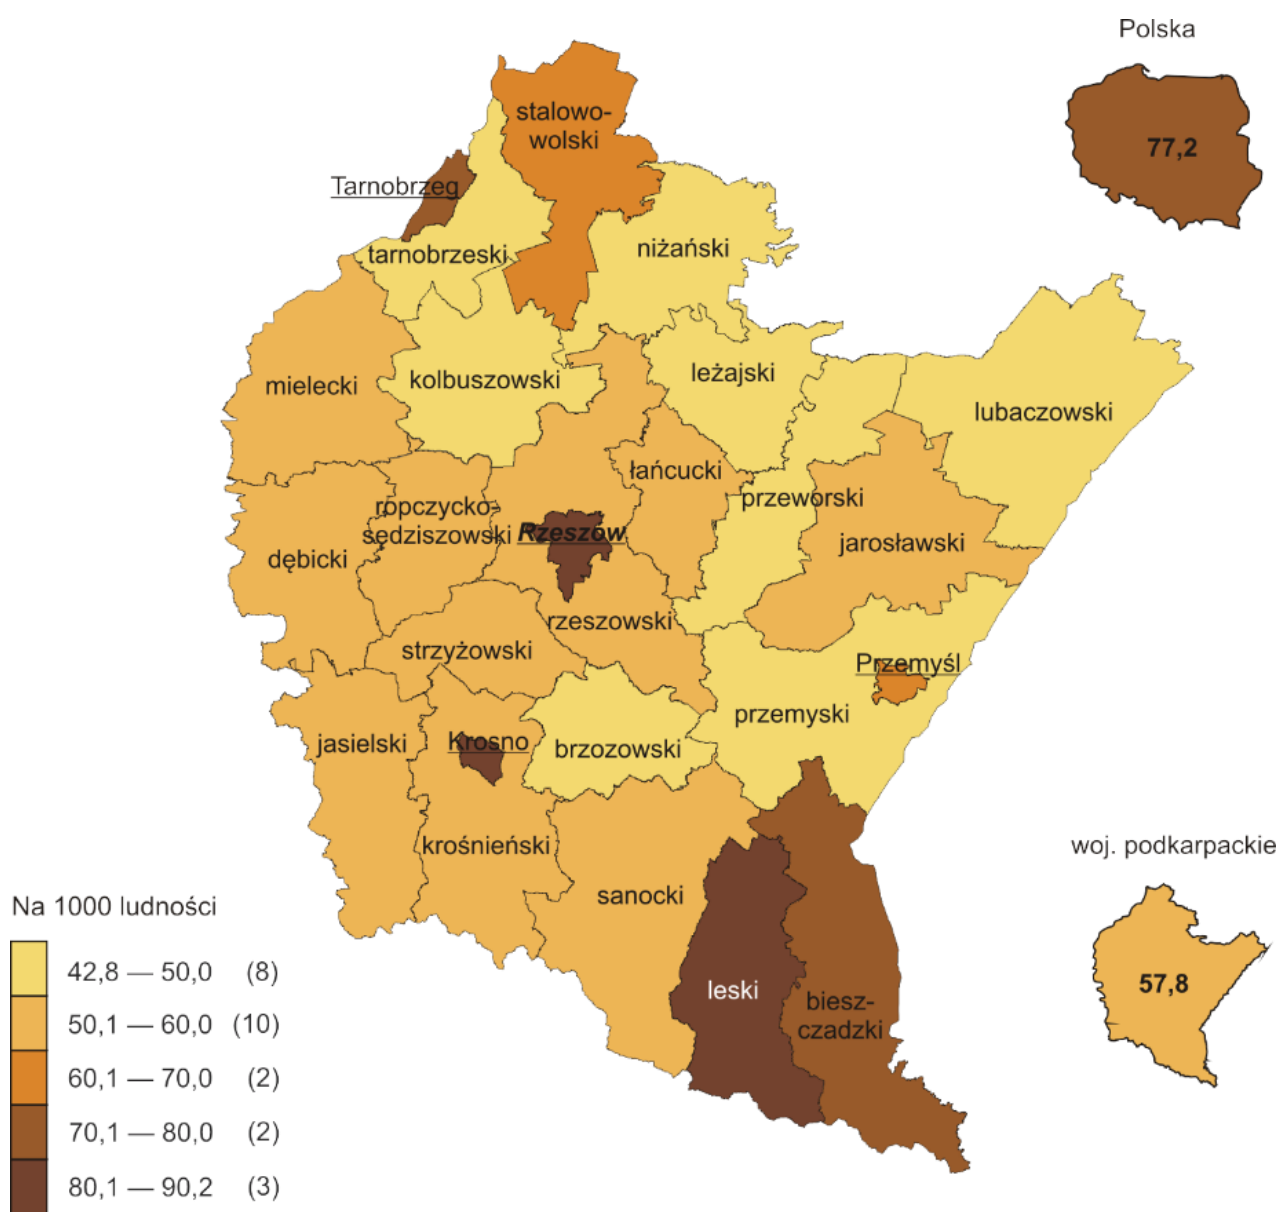 Polska
77,2
stalowo-
wolski
Tarnobrzeg
tarnobrzeski
niżański
mielecki
kolbuszowski
leżajski
lubaczowski
łańcucki
ropczycko-
sędziszowski
przeworski
Rzeszów
dębicki
jarosławski
rzeszowski
strzyżowski
Przemyśl
przemyski
jasielski
Krosno
brzozowski
krośnieński
sanocki
leski
biesz-
czadzki
woj. podkarpackie
57,8
Na 1000 ludności
42,8 — 50,0 (8)
50,1 — 60,0 (10)
60,1 — 70,0 (2)
70,1 — 80,0 (2)
80,1 — 90,2 (3)